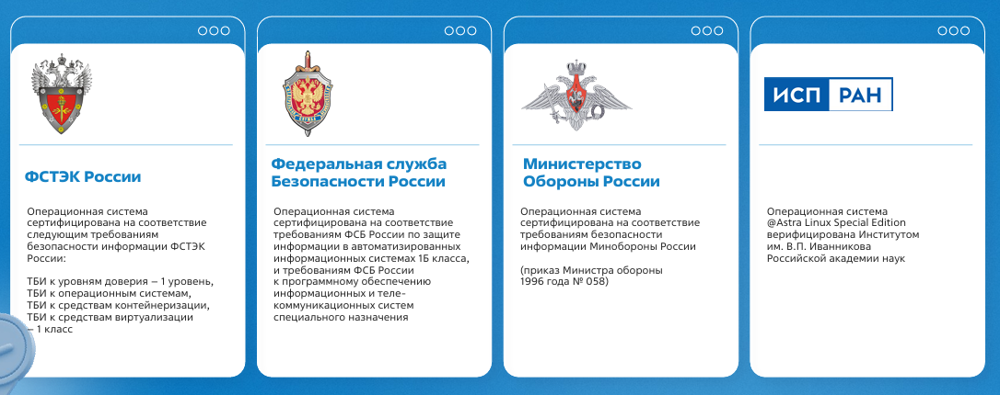 ФСТЭК России
Операционная система
сертифицирована на соответствие
следующим требованиям
безопасности информации ФСТЭК
России:
ТБИ к уровням доверия – 1 уровень,
ТБИ к операционным системам,
ТБИ к средствам контейнеризации,
ТБИ к средствам виртуализации
– 1 класс
Федеральная служба
Безопасности России
Операционная система
сертифицирована на соответствие
требованиям ФСБ России по защите
информации в автоматизированных
информационных системах 1Б класса,
и требованиям ФСБ России
к программному обеспечению
информационных и теле-
коммуникационных систем
специального назначения
Министерство
Обороны России
Операционная система
сертифицирована на соответствие
требованиям безопасности
информации Минобороны России
(приказ Министра обороны
1996 года № 058)
ИСП РАН
Операционная система
@Astra Linux Special Edition
верифицирована Институтом
им. В.П. Иванникова
Российской академии наук